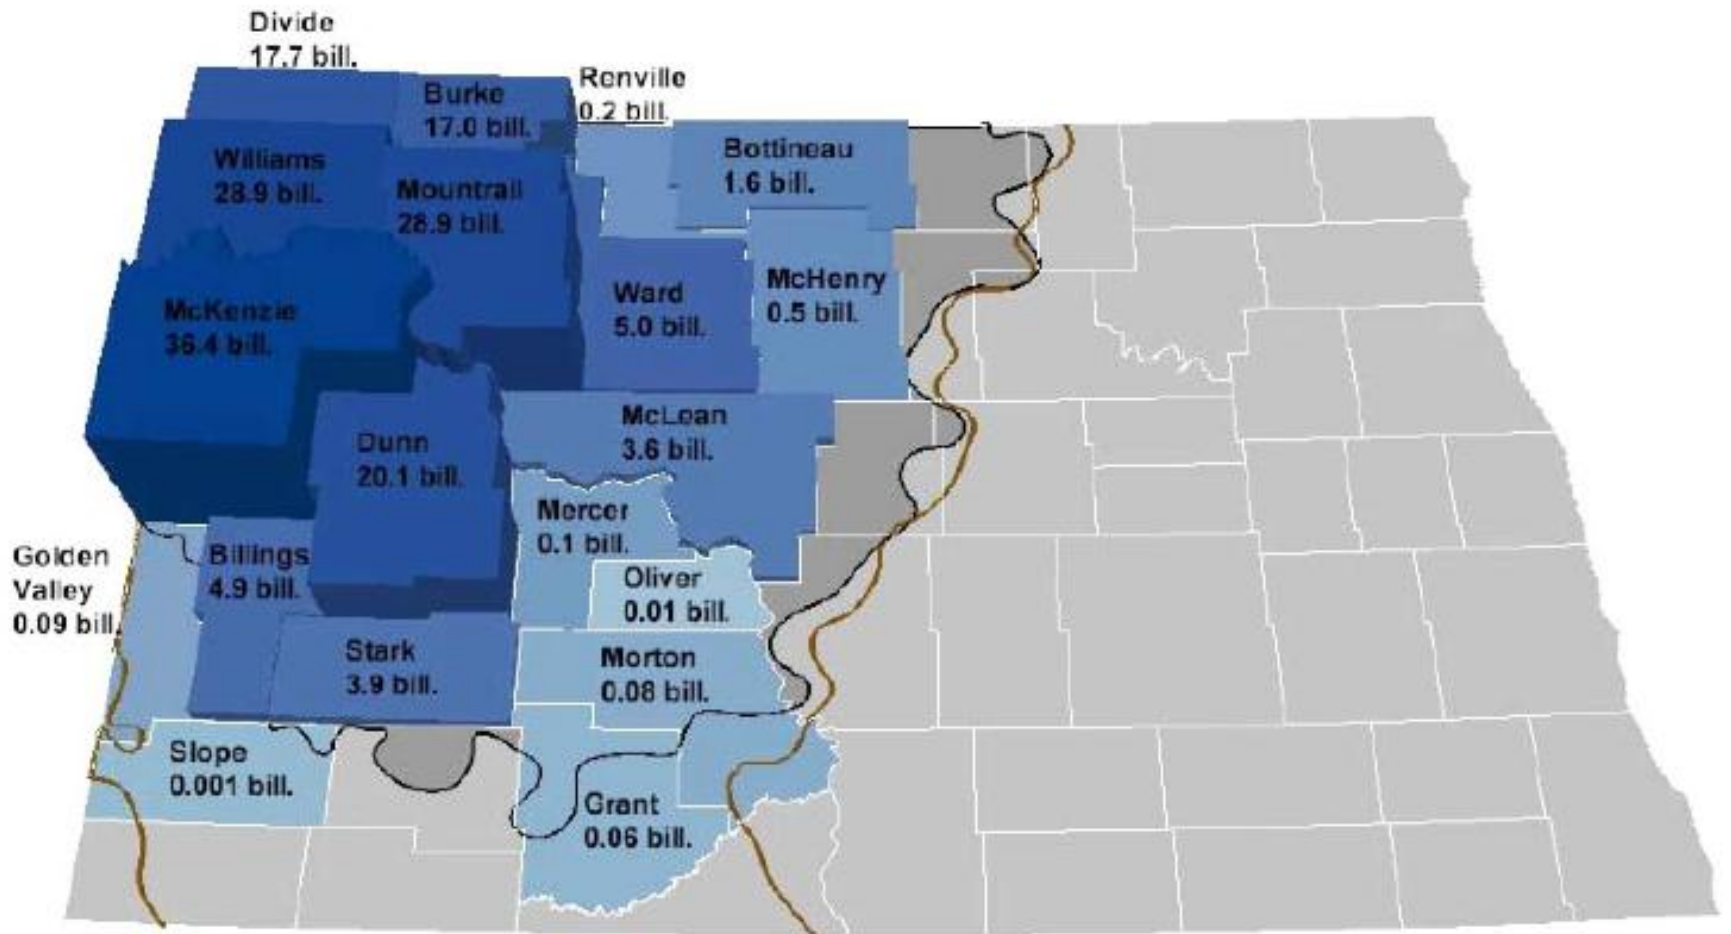 Divide
17.7 bill.
Burke
17.0 bill.
Renville
0.2 bill.
Williams
28.9 bill.
Mountrail
28.9 bill.
Bottineau
1.6 bill.
McKenzie
36.4 bill.
Ward
5.0 bill.
McHenry
0.5 bill.
Dunn
20.1 bill.
McLean
3.6 bill.
Mercer
0.1 bill.
Golden
Valley
0.09 bill.
Billings
4.9 bill.
Oliver
0.01 bill.
Stark
3.9 bill.
Morton
0.08 bill.
Slope
0.001 bill.
Grant
0.06 bill.